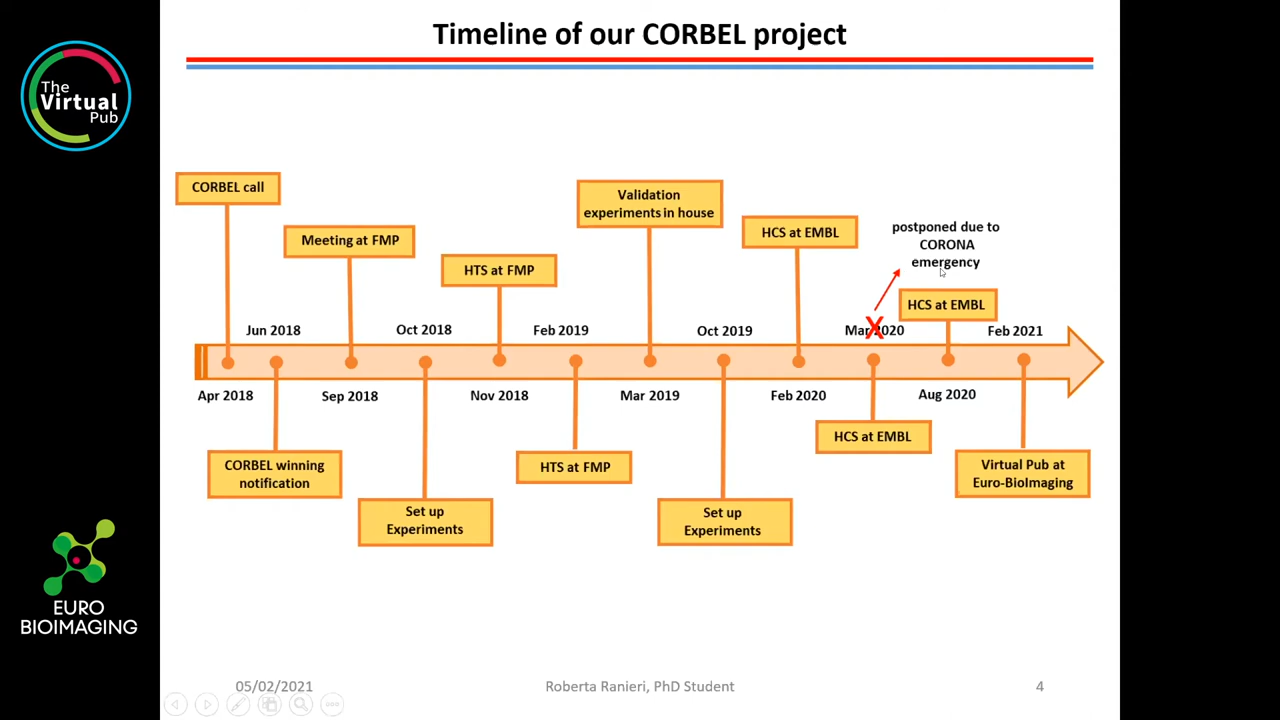 Timeline of our CORBEL project
The
Virtual
Pub
CORBEL call
Meeting at FMP
HTS at FMP
Validation
experiments in house
HCS at EMBL
postponed due to
CORONA
emergency
HCS at EMBL
Jun 2018
Oct 2018
Feb 2019
Oct 2019
Mar 2020
X
Feb 2021
Apr 2018
Sep 2018
Nov 2018
Mar 2019
Feb 2020
Aug 2020
CORBEL winning
notification
Set up
Experiments
HTS at FMP
Set up
Experiments
HCS at EMBL
Virtual Pub at
Euro-BioImaging
EURO
BIOIMAGING
05/02/2021
Roberta Ranieri, PhD Student
4